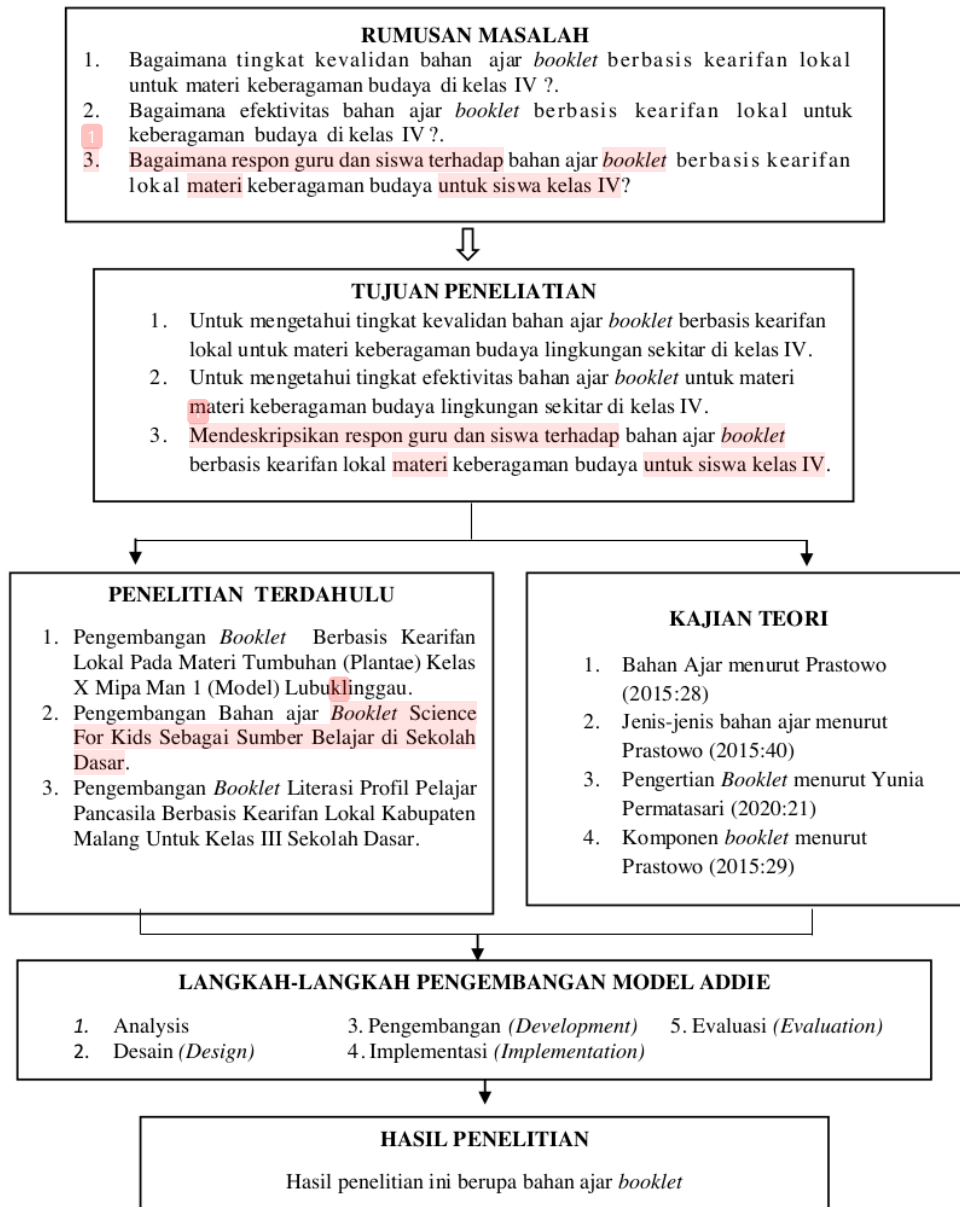 RUMUSAN MASALAH
1. Bagaimana tingkat kevalidan bahan ajar booklet berbasis kearifan lokal
untuk materi keberagaman budaya di kelas IV ?.
2. Bagaimana efektivitas bahan ajar booklet berbasis kearifan lokal untuk
1 keberagaman budaya di kelas IV ?.
3. Bagaimana respon guru dan siswa terhadap bahan ajar booklet berbasis kearifan
lokal materi keberagaman budaya untuk siswa kelas IV?
TUJUAN PENELIATIAN
1. Untuk mengetahui tingkat kevalidan bahan ajar booklet berbasis kearifan
lokal untuk materi keberagaman budaya lingkungan sekitar di kelas IV.
2. Untuk mengetahui tingkat efektivitas bahan ajar booklet untuk materi
materi keberagaman budaya lingkungan sekitar di kelas IV.
3. Mendeskripsikan respon guru dan siswa terhadap bahan ajar booklet
berbasis kearifan lokal materi keberagaman budaya untuk siswa kelas IV.
PENELITIAN TERDAHULU
1. Pengembangan Booklet Berbasis Kearifan
Lokal Pada Materi Tumbuhan (Plantae) Kelas
X Mipa Man 1 (Model) Lubuklinggau.
2. Pengembangan Bahan ajar Booklet Science
For Kids Sebagai Sumber Belajar di Sekolah
Dasar.
3. Pengembangan Booklet Literasi Profil Pelajar
Pancasila Berbasis Kearifan Lokal Kabupaten
Malang Untuk Kelas III Sekolah Dasar.
KAJIAN TEORI
1. Bahan Ajar menurut Prastowo
(2015:28)
2. Jenis-jenis bahan ajar menurut
Prastowo (2015:40)
3. Pengertian Booklet menurut Yunia
Permatasari (2020:21)
4. Komponen booklet menurut
Prastowo (2015:29)
LANGKAH-LANGKAH PENGEMBANGAN MODEL ADDIE
1. Analysis 3. Pengembangan (Development) 5. Evaluasi (Evaluation)
2. Desain (Design) 4. Implementasi (Implementation)
HASIL PENELITIAN
Hasil penelitian ini berupa bahan ajar booklet